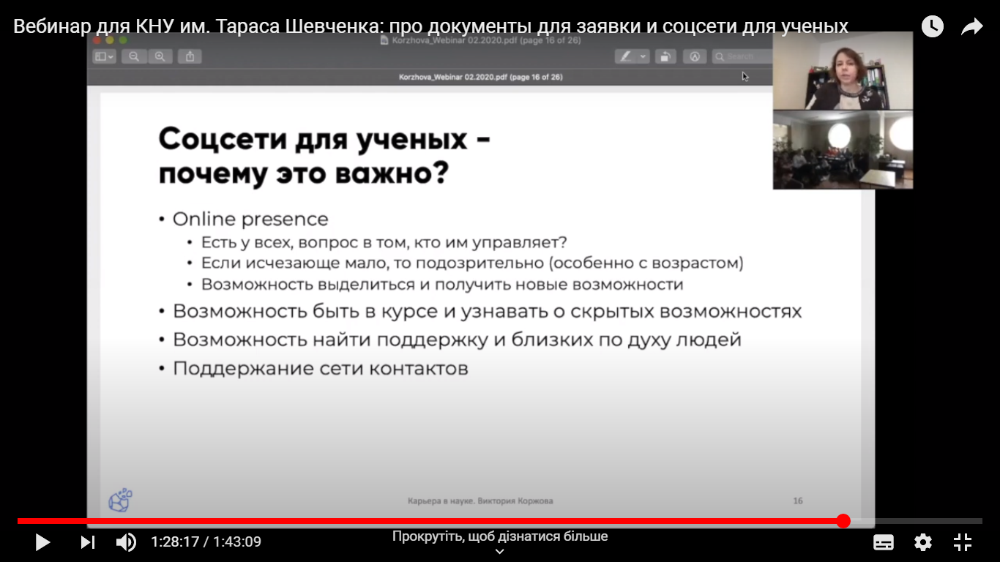 Вебинар для КНУ им. Тараса Шевченка: про документы для заявки и соцсети для ученых
Korzhova_Webinar 02.2020.pdf (page 16 of 26)
Search
Korzhova_Webinar 02.2020.pdf (page 16 of 26)
Соцсети для ученых -
почему это важно?
• Online presence
• Есть у всех, вопрос в том, кто им управляет?
• Если исчезающе мало, то подозрительно (особенно с возрастом)
• Возможность выделиться и получить новые возможности
• Возможность быть в курсе и узнавать о скрытых возможностях
• Возможность найти поддержку и близких по духу людей
• Поддержание сети контактов
Карьера в науке. Виктория Коржова
16
1:28:17 / 1:43:09
Прокрутіть, щоб дізнатися більше